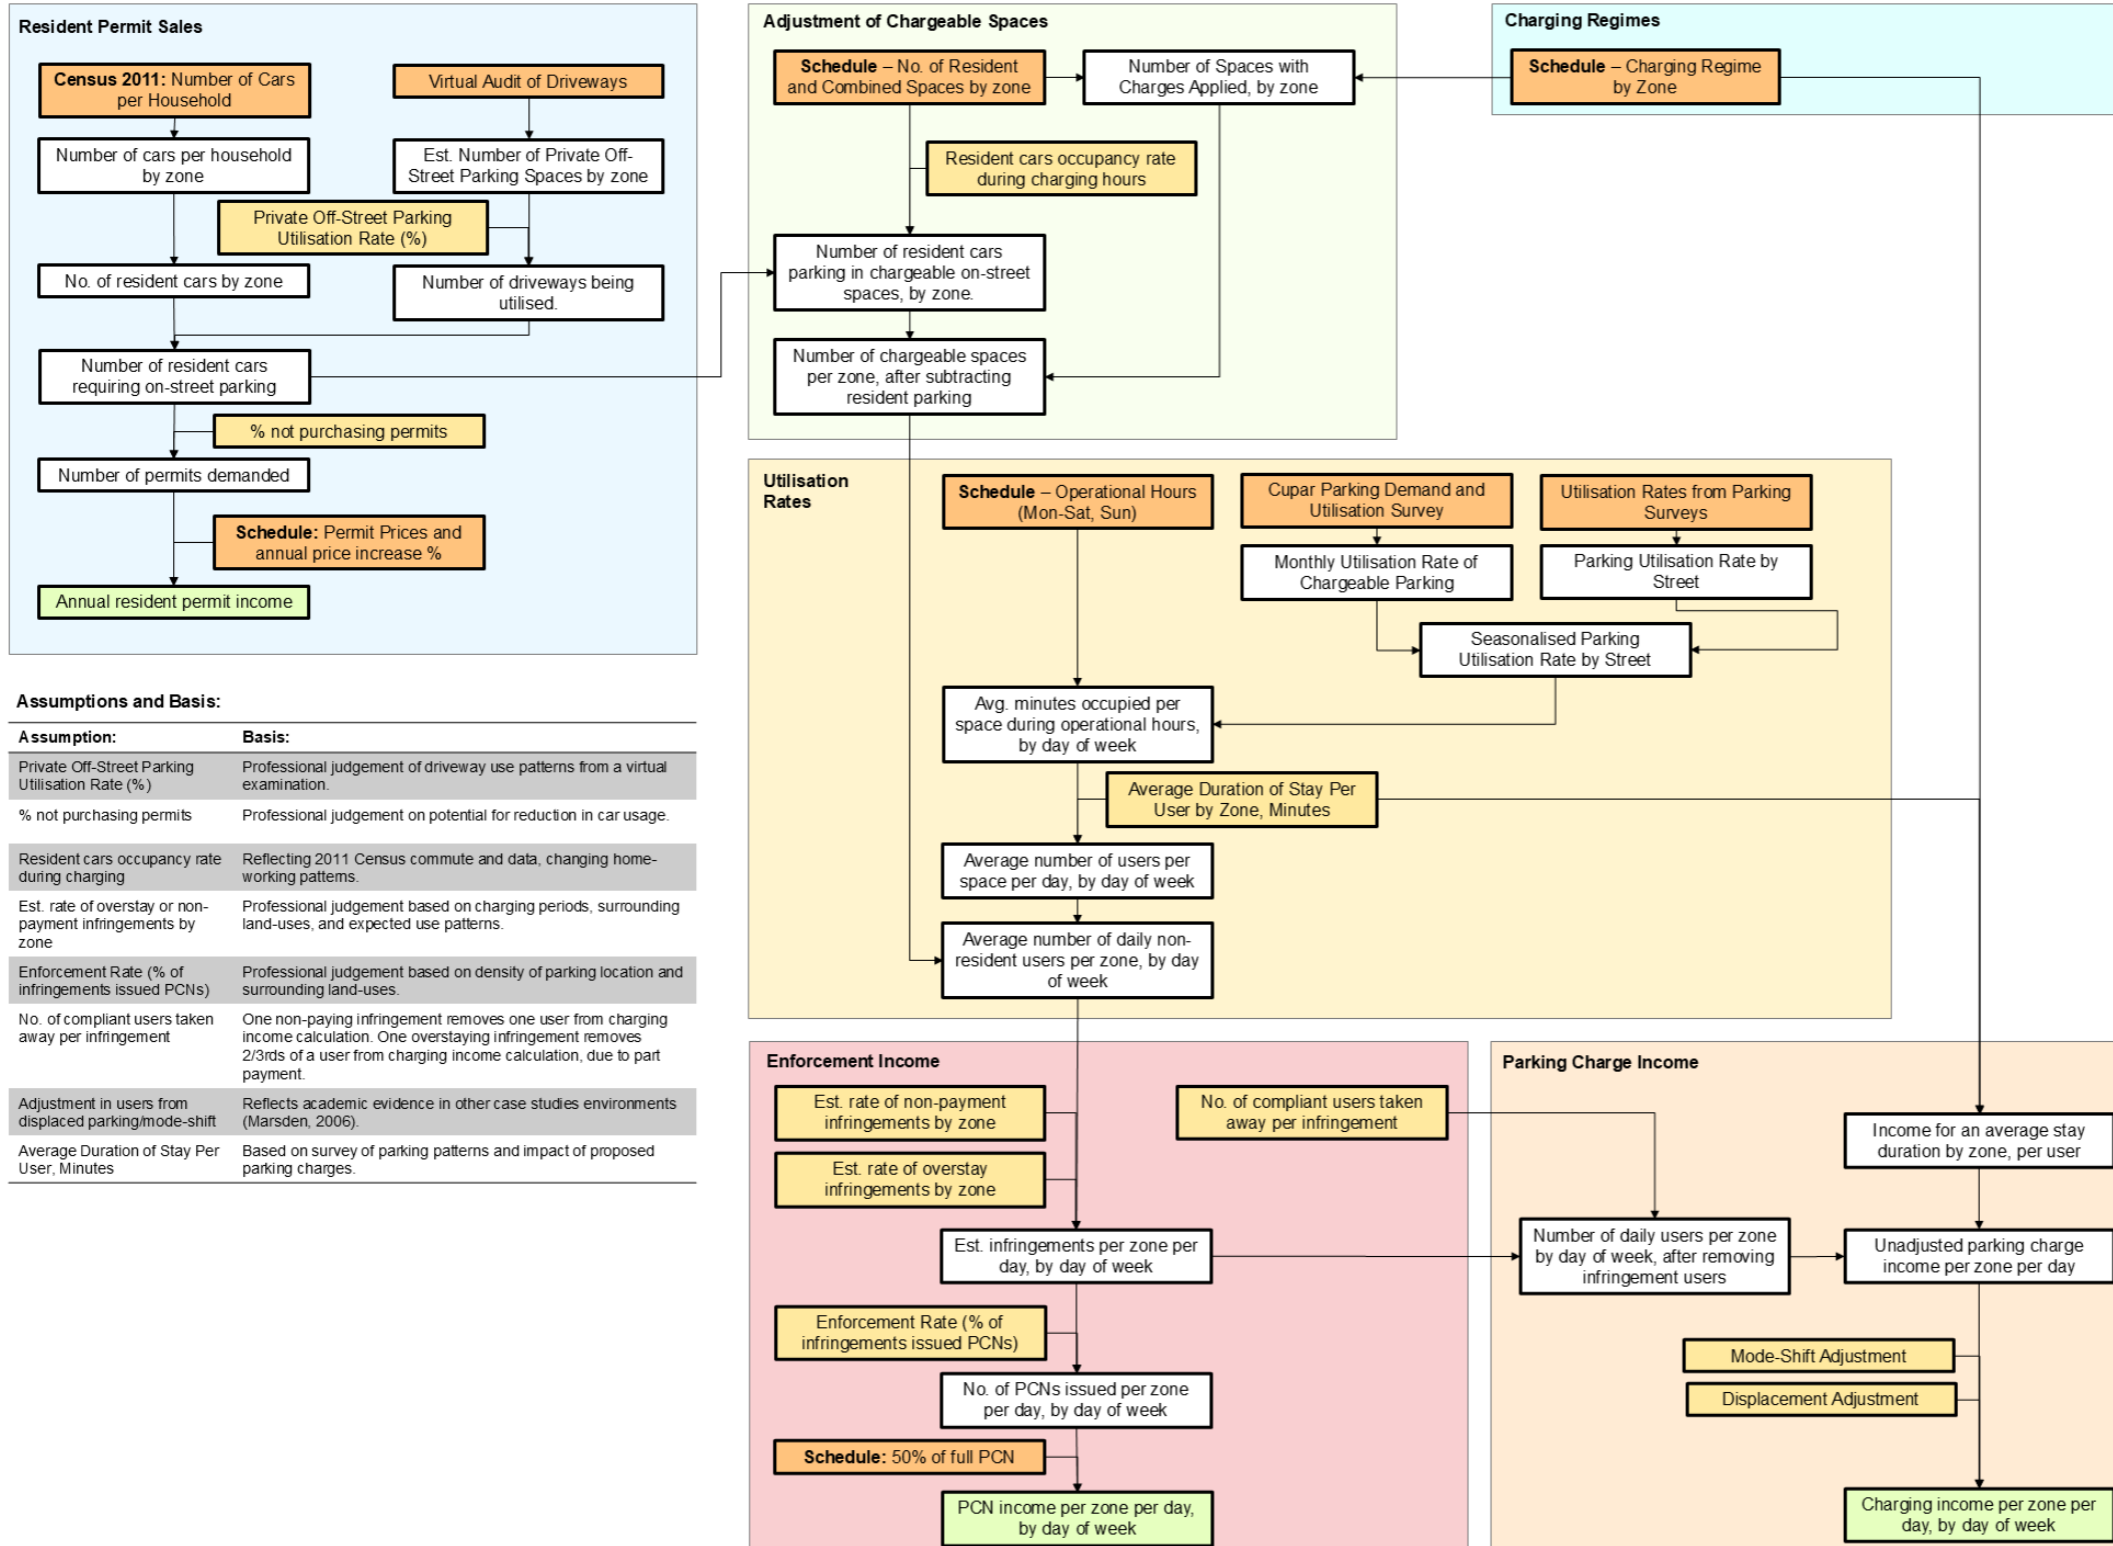 Resident Permit Sales
Census 2011: Number of Cars
per Household
Virtual Audit of Driveways
Number of cars per household
by zone
Est. Number of Private Off-
Street Parking Spaces by zone
Private Off-Street Parking
Utilisation Rate (%)
No. of resident cars by zone
Number of driveways being
utilised.
Number of resident cars
requiring on-street parking
% not purchasing permits
Number of permits demanded
Schedule: Permit Prices and
annual price increase %
Annual resident permit income
Adjustment of Chargeable Spaces
Schedule – No. of Resident
and Combined Spaces by zone
Number of Spaces with
Charges Applied, by zone
Resident cars occupancy rate
during charging hours
Number of resident cars
parking in chargeable on-street
spaces, by zone.
Number of chargeable spaces
per zone, after subtracting
resident parking
Charging Regimes
Schedule – Charging Regime
by Zone
Utilisation
Rates
Schedule – Operational Hours
(Mon-Sat, Sun)
Cupar Parking Demand and
Utilisation Survey
Utilisation Rates from Parking
Surveys
Monthly Utilisation Rate of
Chargeable Parking
Parking Utilisation Rate by
Street
Seasonalised Parking
Utilisation Rate by Street
Avg. minutes occupied per
space during operational hours,
by day of week
Average Duration of Stay Per
User by Zone, Minutes
Average number of users per
space per day, by day of week
Average number of daily non-
resident users per zone, by day
of week
Assumptions and Basis:
Assumption: Basis:
Private Off-Street Parking
Utilisation Rate (%)
Professional judgement of driveway use patterns from a virtual
examination.
% not purchasing permits
Professional judgement on potential for reduction in car usage.
Resident cars occupancy rate
during charging
Reflecting 2011 Census commute and data, changing home-
working patterns.
Est. rate of overstay or non-
payment infringements by
zone
Professional judgement based on charging periods, surrounding
land-uses, and expected use patterns.
Enforcement Rate (% of
infringements issued PCNs)
Professional judgement based on density of parking location and
surrounding land-uses.
No. of compliant users taken
away per infringement
One non-paying infringement removes one user from charging
income calculation. One overstaying infringement removes
2/3rds of a user from charging income calculation, due to part
payment.
Adjustment in users from
displaced parking/mode-shift
Reflects academic evidence in other case studies environments
(Marsden, 2006).
Average Duration of Stay Per
User, Minutes
Based on survey of parking patterns and impact of proposed
parking charges.
Enforcement Income
Est. rate of non-payment
infringements by zone
No. of compliant users taken
away per infringement
Est. rate of overstay
infringements by zone
Est. infringements per zone per
day, by day of week
Enforcement Rate (% of
infringements issued PCNs)
No. of PCNs issued per zone
per day, by day of week
Schedule: 50% of full PCN
PCN income per zone per day,
by day of week
Parking Charge Income
Income for an average stay
duration by zone, per user
Number of daily users per zone
by day of week, after removing
infringement users
Unadjusted parking charge
income per zone per day
Mode-Shift Adjustment
Displacement Adjustment
Charging income per zone per
day, by day of week